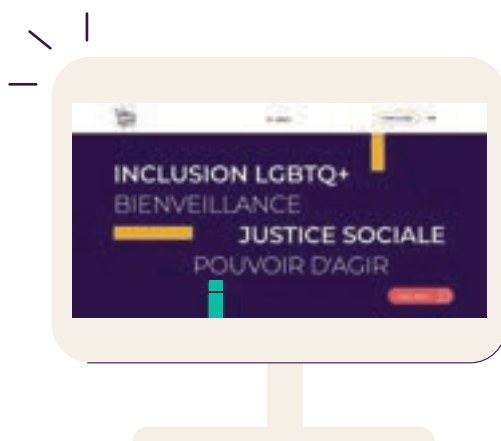 INCLUSION LGBTQ+
BIENVEILLANCE
JUSTICE SOCIALE
POUVOIR D'AGIR